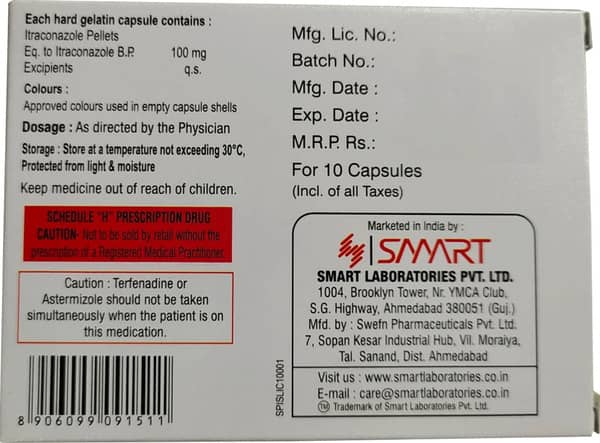 Each hard gelatin capsule contains :
Itraconazole Pellets
Eq. to Itraconazole B.P. 100 mg
Excipients q.s.
Colours :
Approved colours used in empty capsule shells
Dosage : As directed by the Physician
Storage : Store at a temperature not exceeding 30°C,
Protected from light & moisture
Keep medicine out of reach of children.
SCHEDULE "H" PRESCRIPTION DRUG
CAUTION- Not to be sold by retail without the
prescription of a Registered Medical Practitioner.
Caution : Terfenadine or
Astermizole should not be taken
simultaneously when the patient is on
this medication.
8 906099 091511
SPISLIC10001
Mfg. Lic. No.:
Batch No.:
Mfg. Date :
Exp. Date :
M.R.P. Rs.:
For 10 Capsules
(Incl. of all Taxes)
Marketed in India by :
SMART
SMART LABORATORIES PVT. LTD.
1004, Brooklyn Tower, Nr. YMCA Club,
S.G. Highway, Ahmedabad 380051 (Guj.)
Mfd. by : Swefn Pharmaceuticals Pvt. Ltd.
7, Sopan Kesar Industrial Hub, Vil. Moraiya,
Tal. Sanand, Dist. Ahmedabad
Visit us : www.smartlaboratories.co.in
E-mail : care@smartlaboratories.co.in
TM Trademark of Smart Laboratories Pvt. Ltd.